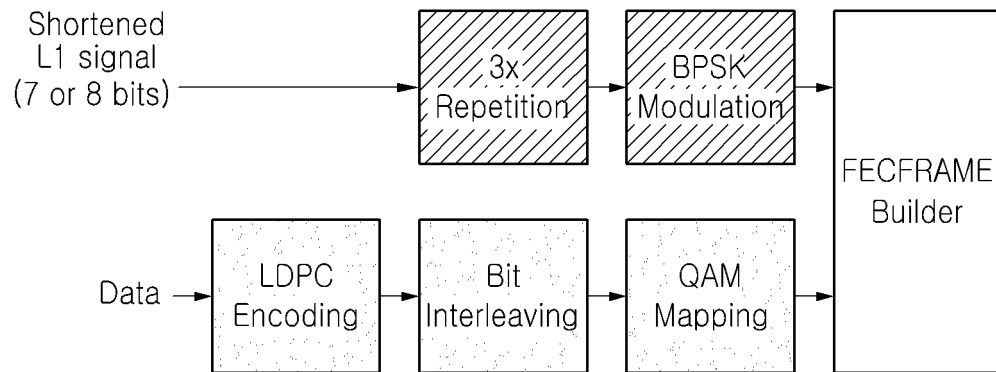 Shortened
L1 signal
(7 or 8 bits)
3x
Repetition
BPSK
Modulation
FECFRAME
Builder
Data
LDPC
Encoding
Bit
Interleaving
QAM
Mapping